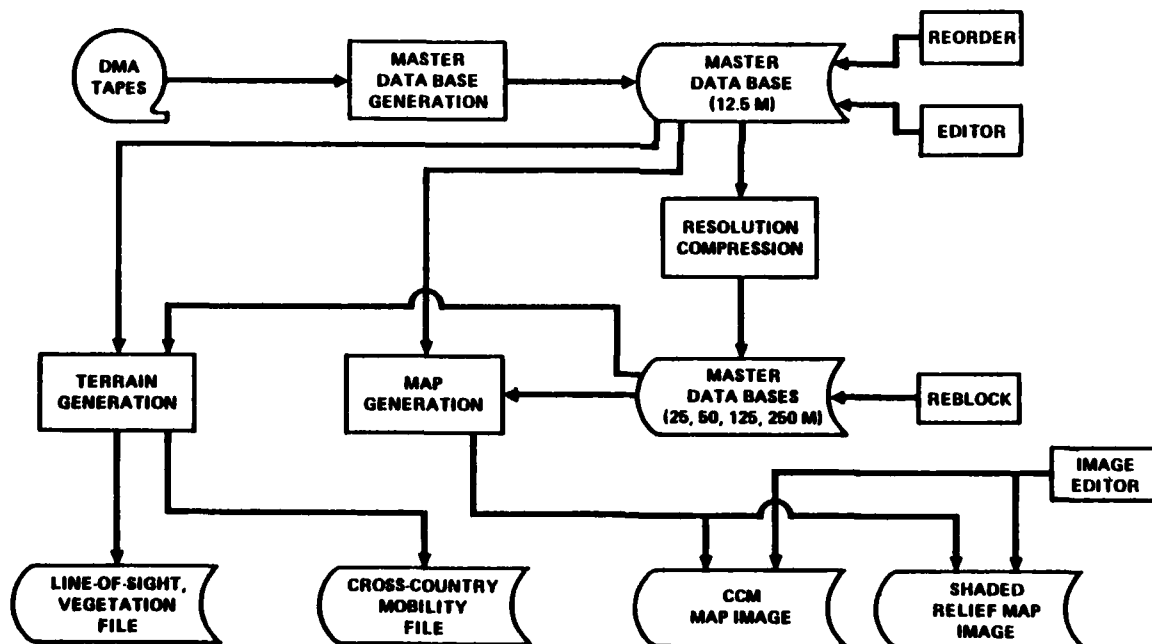 DMA
TAPES
MASTER
DATA BASE
GENERATION
MASTER
DATA BASE
(12.5 M)
REORDER
EDITOR
RESOLUTION
COMPRESSION
TERRAIN
GENERATION
MAP
GENERATION
MASTER
DATA BASES
(25, 50, 125, 250 M)
REBLOCK
IMAGE
EDITOR
LINE-OF-SIGHT,
VEGETATION
FILE
CROSS-COUNTRY
MOBILITY
FILE
CCM
MAP IMAGE
SHADED
RELIEF MAP
IMAGE